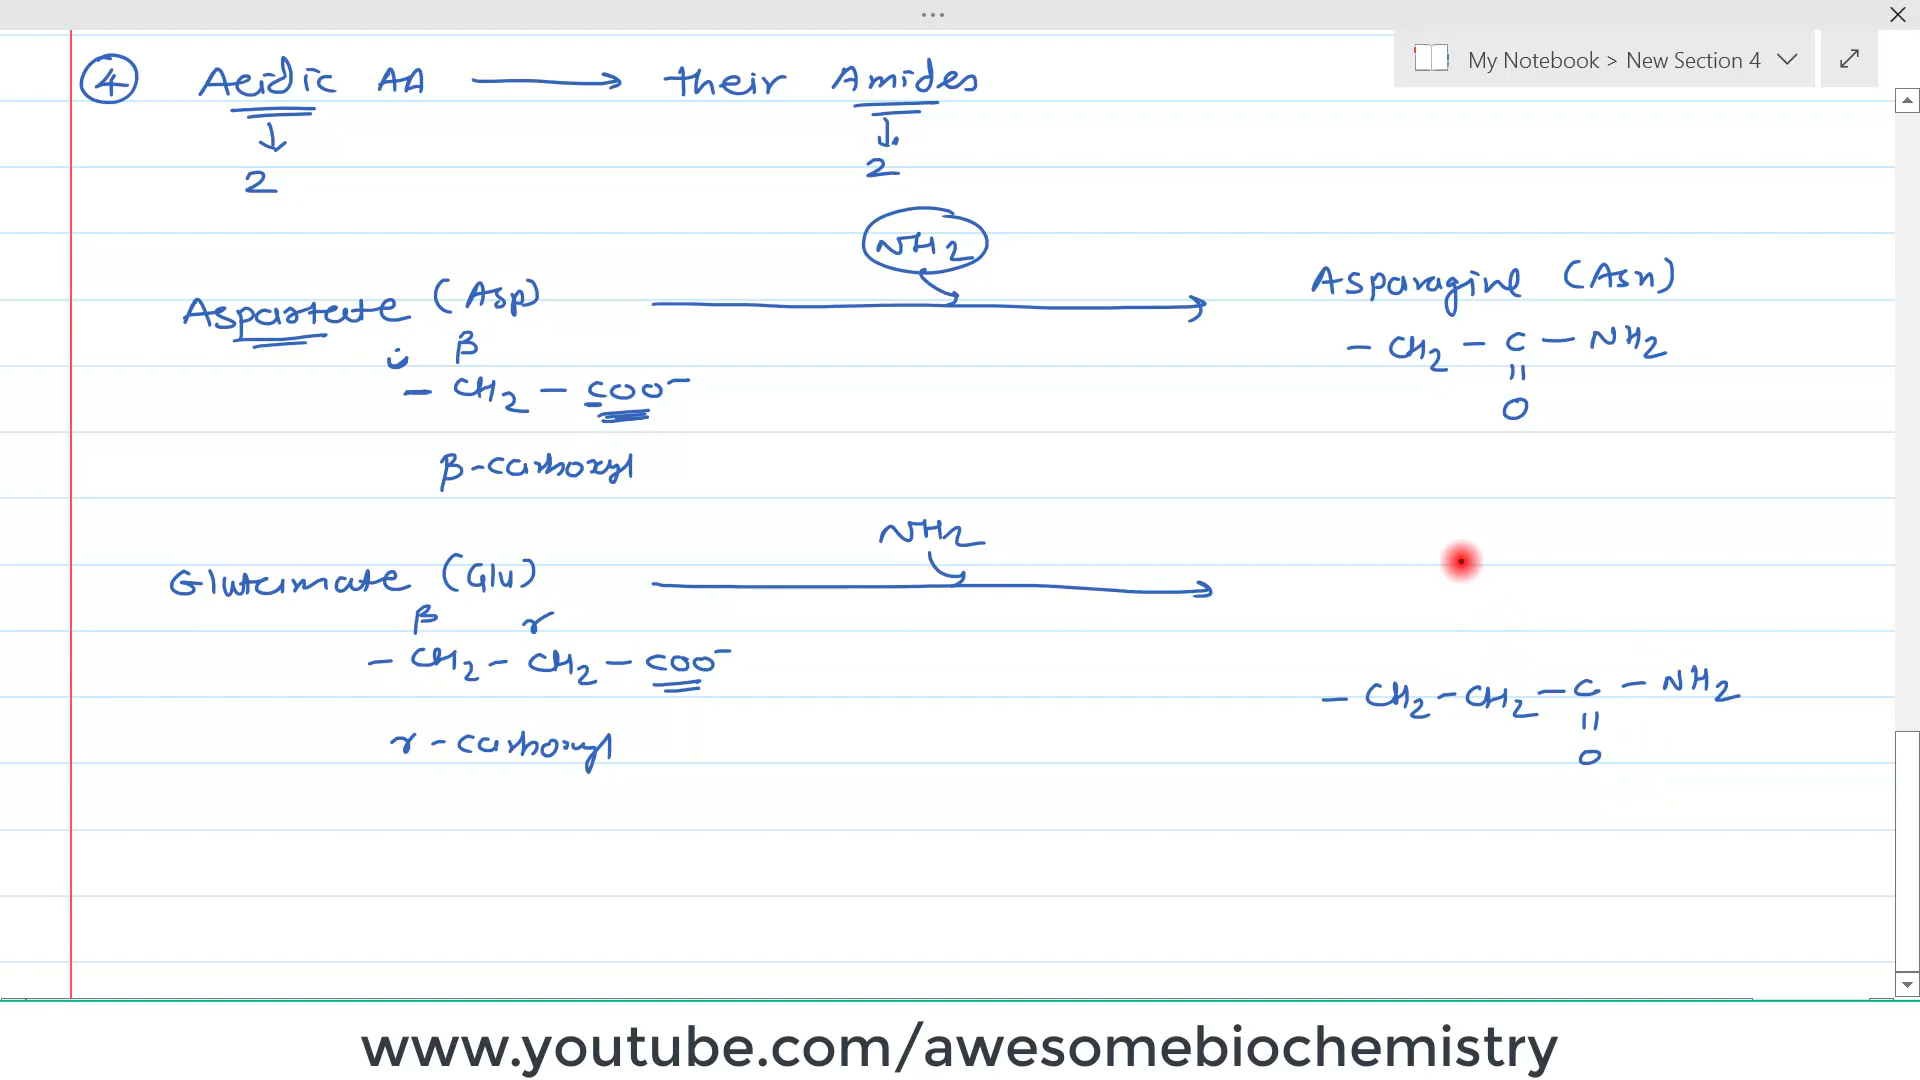 My Notebook > New Section 4
④ Acidic AA ⟶ their Amides
↓ ↓
2 2
NH2
Aspartate (Asp) ⟶ Asparagine (Asn)
β
- CH2 - COO⁻
- CH2 - C - NH2
||
O
β-carboxyl
NH2
Glutamate (Glu) ⟶
β γ
- CH2 - CH2 - COO⁻
- CH2 - CH2 - C - NH2
||
O
γ - carboxyl
www.youtube.com/awesomebiochemistry